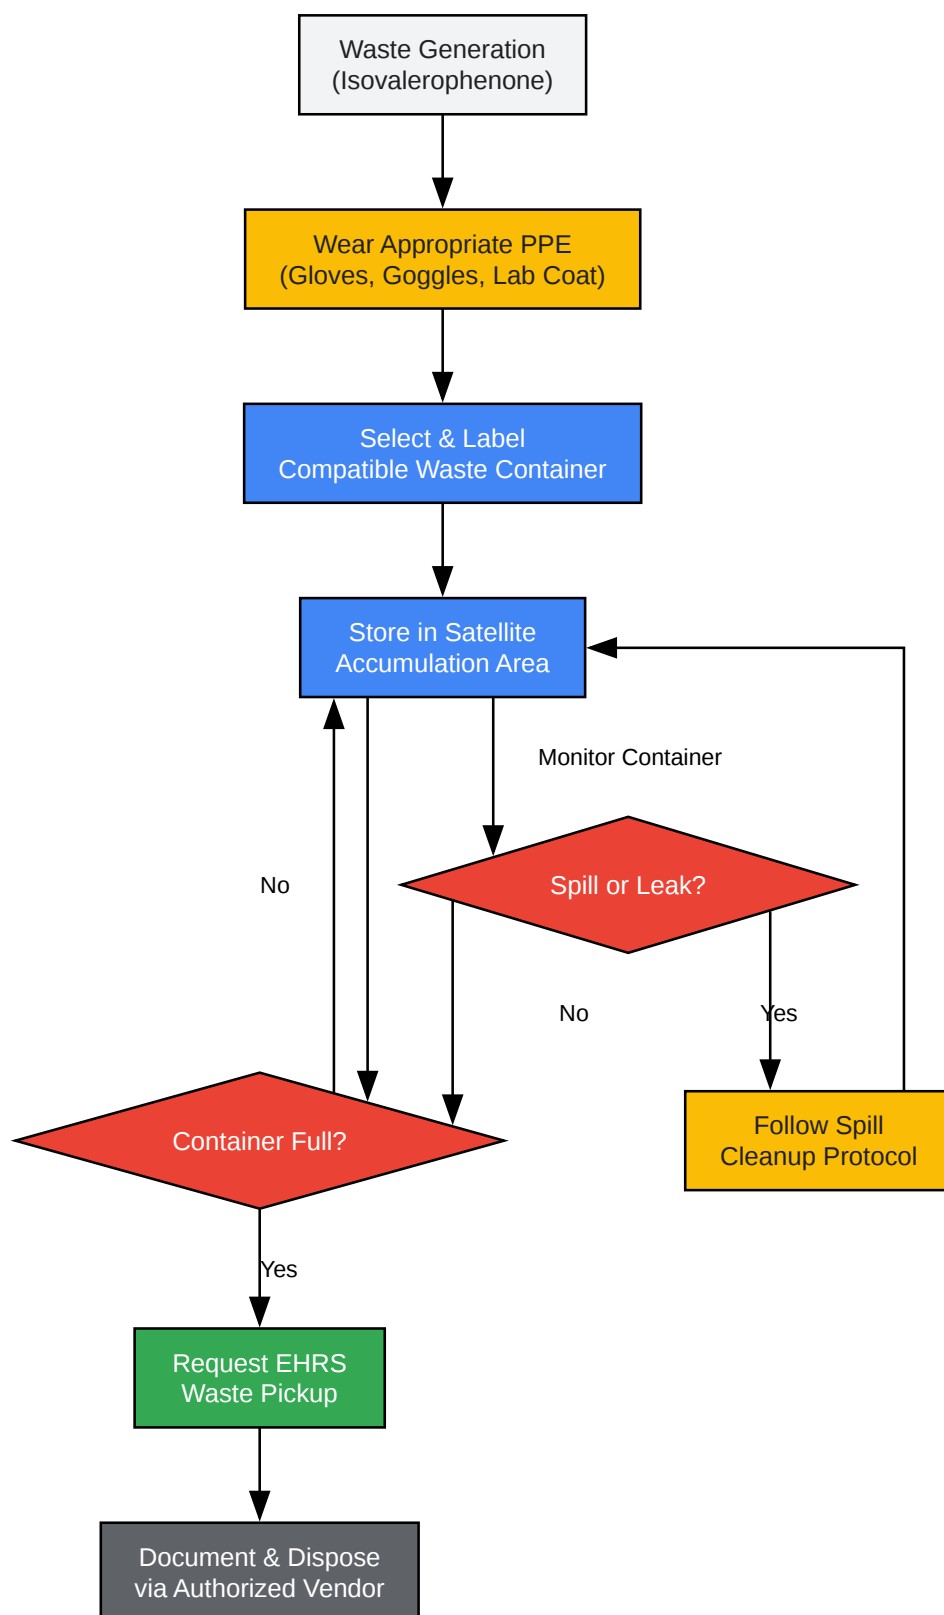 Waste Generation
(Isovalerophenone)
Wear Appropriate PPE
(Gloves, Goggles, Lab Coat)
Select & Label
Compatible Waste Container
Store in Satellite
Accumulation Area
Monitor Container
No
Spill or Leak?
No
Yes
Container Full?
Follow Spill
Cleanup Protocol
Yes
Request EHRS
Waste Pickup
Document & Dispose
via Authorized Vendor